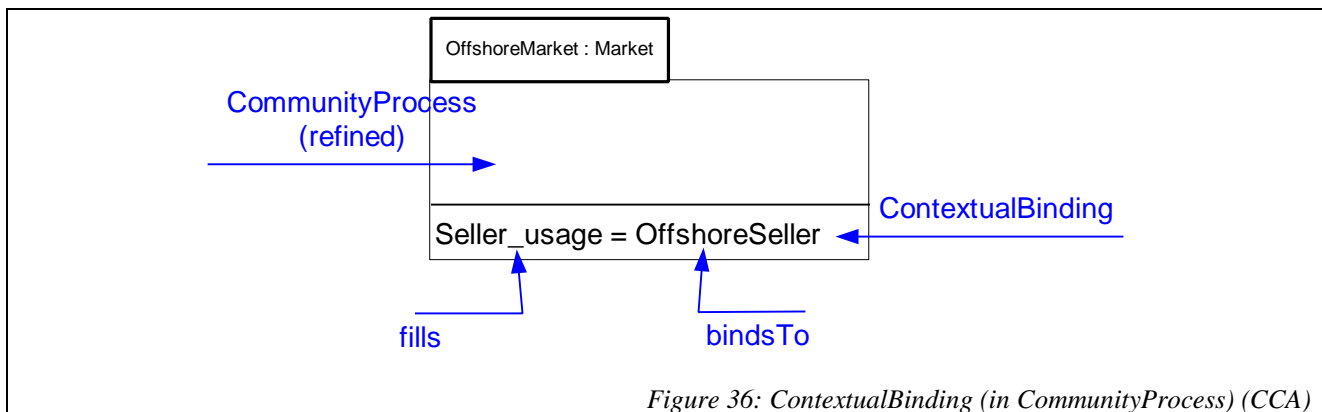 OffshoreMarket : Market
CommunityProcess
(refined)
ContextualBinding
Seller_usage = OffshoreSeller
fills
bindsTo
Figure 36: ContextualBinding (in CommunityProcess) (CCA)